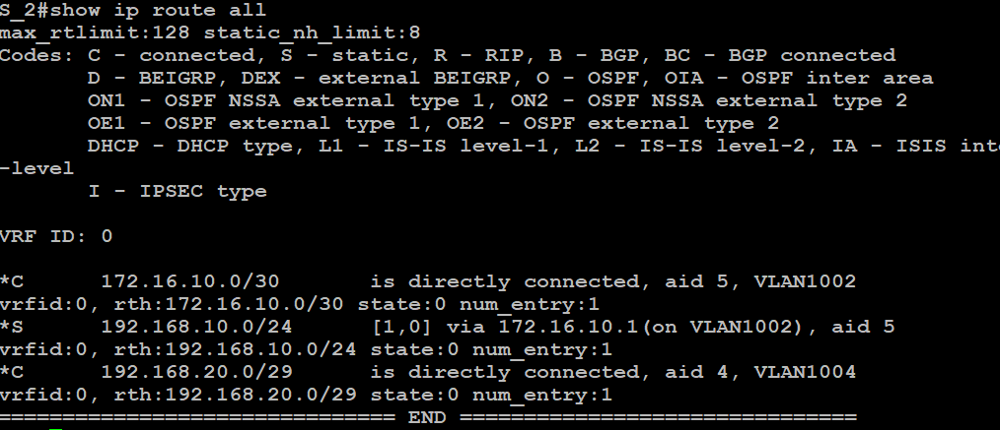 S_2#show ip route all
max_rtlimit:128 static_nh_limit:8
Codes: C - connected, S - static, R - RIP, B - BGP, BC - BGP connected
D - BEIGRP, DEX - external BEIGRP, O - OSPF, OIA - OSPF inter area
ON1 - OSPF NSSA external type 1, ON2 - OSPF NSSA external type 2
OE1 - OSPF external type 1, OE2 - OSPF external type 2
DHCP - DHCP type, L1 - IS-IS level-1, L2 - IS-IS level-2, IA - ISIS inte
-level
I - IPSEC type
VRF ID: 0
*C 172.16.10.0/30 is directly connected, aid 5, VLAN1002
vrfid:0, rth:172.16.10.0/30 state:0 num_entry:1
*S 192.168.10.0/24 [1,0] via 172.16.10.1(on VLAN1002), aid 5
vrfid:0, rth:192.168.10.0/24 state:0 num_entry:1
*C 192.168.20.0/29 is directly connected, aid 4, VLAN1004
vrfid:0, rth:192.168.20.0/29 state:0 num_entry:1
=============================== END ===============================